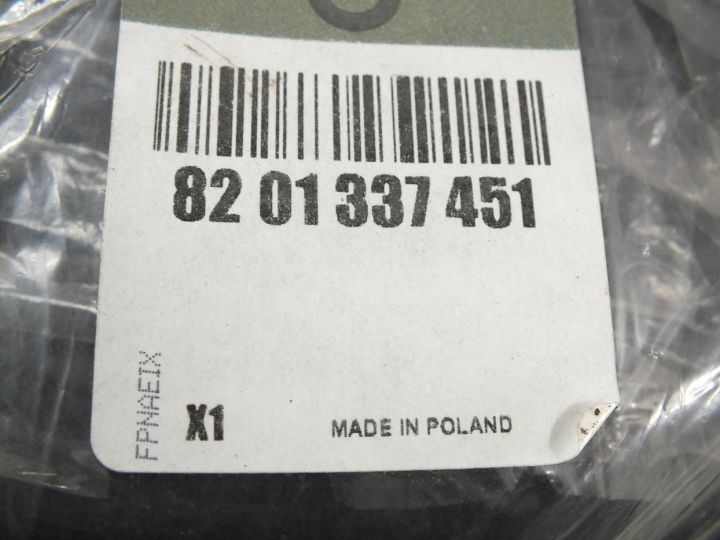 82 01 337 451
FPNAEIX
X1
MADE IN POLAND